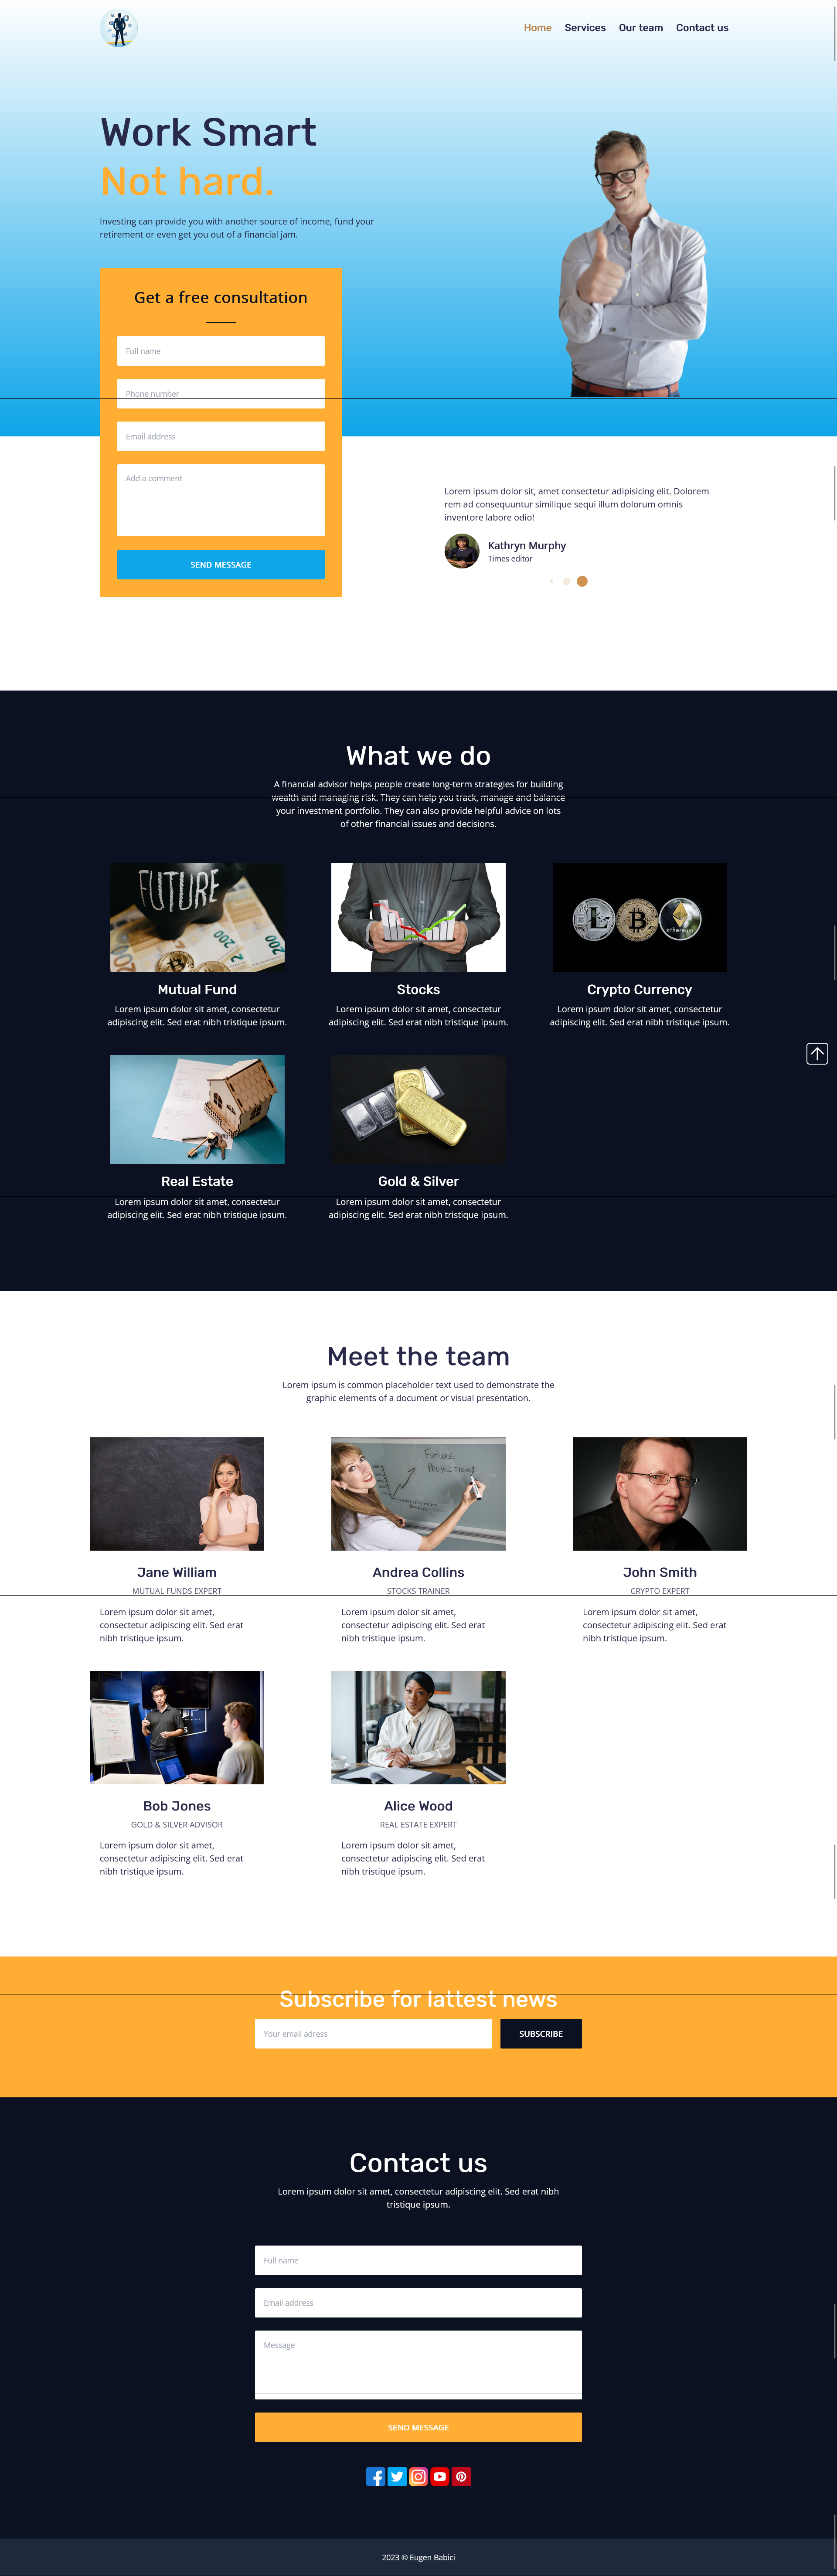 Home Services Our team Contact us
Work Smart
Not hard.
Investing can provide you with another source of income, fund your
retirement or even get you out of a financial jam.
Get a free consultation
Full name
Phone number
Email address
Add a comment
SEND MESSAGE
Lorem ipsum dolor sit, amet consectetur adipisicing elit. Dolorem
rem ad consequuntur similique sequi illum dolorum omnis
inventore labore odio!
Kathryn Murphy
Times editor
What we do
A financial advisor helps people create long-term strategies for building
wealth and managing risk. They can help you track, manage and balance
your investment portfolio. They can also provide helpful advice on lots
of other financial issues and decisions.
FUTURE
200
200
ethereum
Mutual Fund
Lorem ipsum dolor sit amet, consectetur
adipiscing elit. Sed erat nibh tristique ipsum.
Stocks
Lorem ipsum dolor sit amet, consectetur
adipiscing elit. Sed erat nibh tristique ipsum.
Crypto Currency
Lorem ipsum dolor sit amet, consectetur
adipiscing elit. Sed erat nibh tristique ipsum.
Real Estate
Lorem ipsum dolor sit amet, consectetur
adipiscing elit. Sed erat nibh tristique ipsum.
Gold & Silver
Lorem ipsum dolor sit amet, consectetur
adipiscing elit. Sed erat nibh tristique ipsum.
Meet the team
Lorem ipsum is common placeholder text used to demonstrate the
graphic elements of a document or visual presentation.
FUTURE
PROJECTIONS
Jane William
MUTUAL FUNDS EXPERT
Lorem ipsum dolor sit amet,
consectetur adipiscing elit. Sed erat
nibh tristique ipsum.
Andrea Collins
STOCKS TRAINER
Lorem ipsum dolor sit amet,
consectetur adipiscing elit. Sed erat
nibh tristique ipsum.
John Smith
CRYPTO EXPERT
Lorem ipsum dolor sit amet,
consectetur adipiscing elit. Sed erat
nibh tristique ipsum.
Bob Jones
GOLD & SILVER ADVISOR
Lorem ipsum dolor sit amet,
consectetur adipiscing elit. Sed erat
nibh tristique ipsum.
Alice Wood
REAL ESTATE EXPERT
Lorem ipsum dolor sit amet,
consectetur adipiscing elit. Sed erat
nibh tristique ipsum.
Subscribe for lattest news
Your email adress
SUBSCRIBE
Contact us
Lorem ipsum dolor sit amet, consectetur adipiscing elit. Sed erat nibh
tristique ipsum.
Full name
Email address
Message
SEND MESSAGE
2023 © Eugen Babici